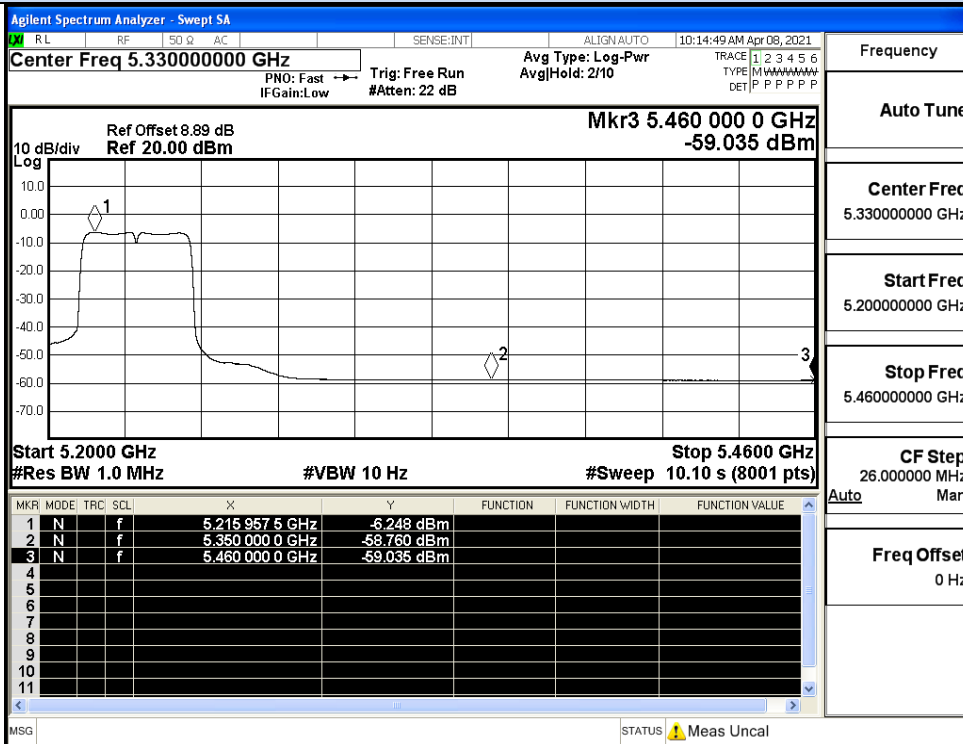 Agilent Spectrum Analyzer - Swept SA
LXI RL RF 50 Ω AC SENSE:INT ALIGN AUTO 10:14:49 AM Apr 08, 2021
Center Freq 5.330000000 GHz
PNO: Fast
IFGain:Low
Trig: Free Run
#Atten: 22 dB
Avg Type: Log-Pwr
Avg|Hold: 2/10
TRACE 1 2 3 4 5 6
TYPE M WWWWW
DET P P P P P P
Ref Offset 8.89 dB
10 dB/div Ref 20.00 dBm
Log
Mkr3 5.460 000 0 GHz
-59.035 dBm
10.0
0.00
-10.0
-20.0
-30.0
-40.0
-50.0
-60.0
-70.0
1
2
3
Start 5.2000 GHz Stop 5.4600 GHz
#Res BW 1.0 MHz #VBW 10 Hz #Sweep 10.10 s (8001 pts)
MKR MODE TRC SCL X Y FUNCTION FUNCTION WIDTH FUNCTION VALUE
1 N f 5.215 957 5 GHz -6.248 dBm
2 N f 5.350 000 0 GHz -58.760 dBm
3 N f 5.460 000 0 GHz -59.035 dBm
4
5
6
7
8
9
10
11
MSG STATUS Meas Uncal
Frequency
Auto Tune
Center Freq
5.330000000 GHz
Start Freq
5.200000000 GHz
Stop Freq
5.460000000 GHz
CF Step
26.000000 MHz
Auto Man
Freq Offset
0 Hz